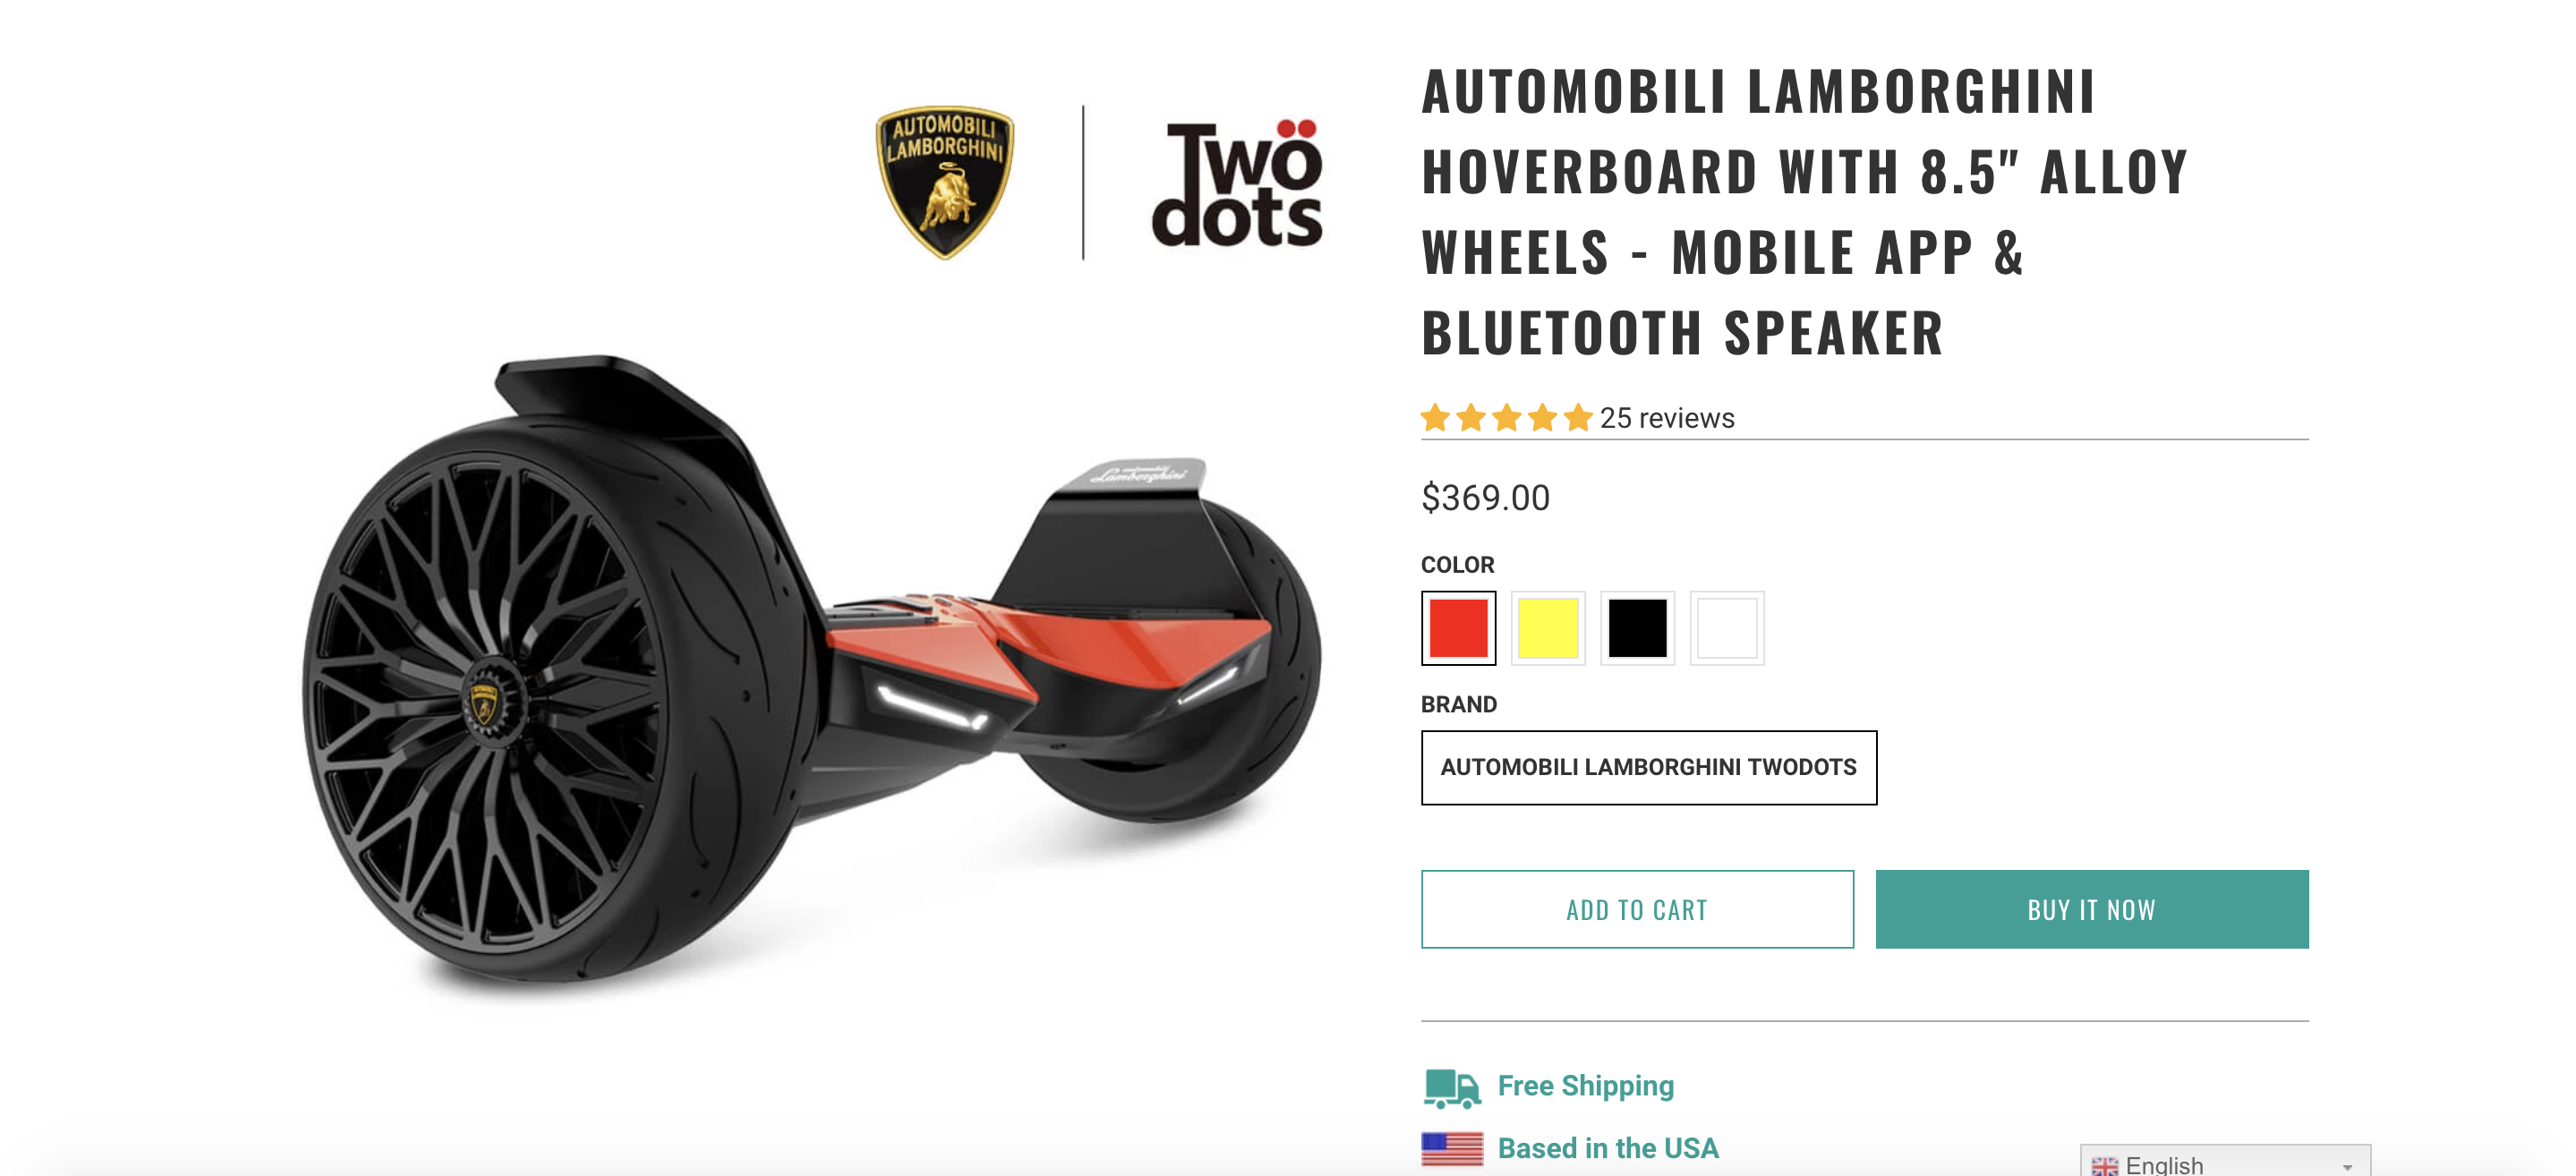 AUTOMOBILI
LAMBORGHINI
Twö
dots
automobili
Lamborghini
AUTOMOBILI LAMBORGHINI
HOVERBOARD WITH 8.5" ALLOY
WHEELS - MOBILE APP &
BLUETOOTH SPEAKER
25 reviews
$369.00
COLOR
BRAND
AUTOMOBILI LAMBORGHINI TWODOTS
ADD TO CART
BUY IT NOW
Free Shipping
Based in the USA
English